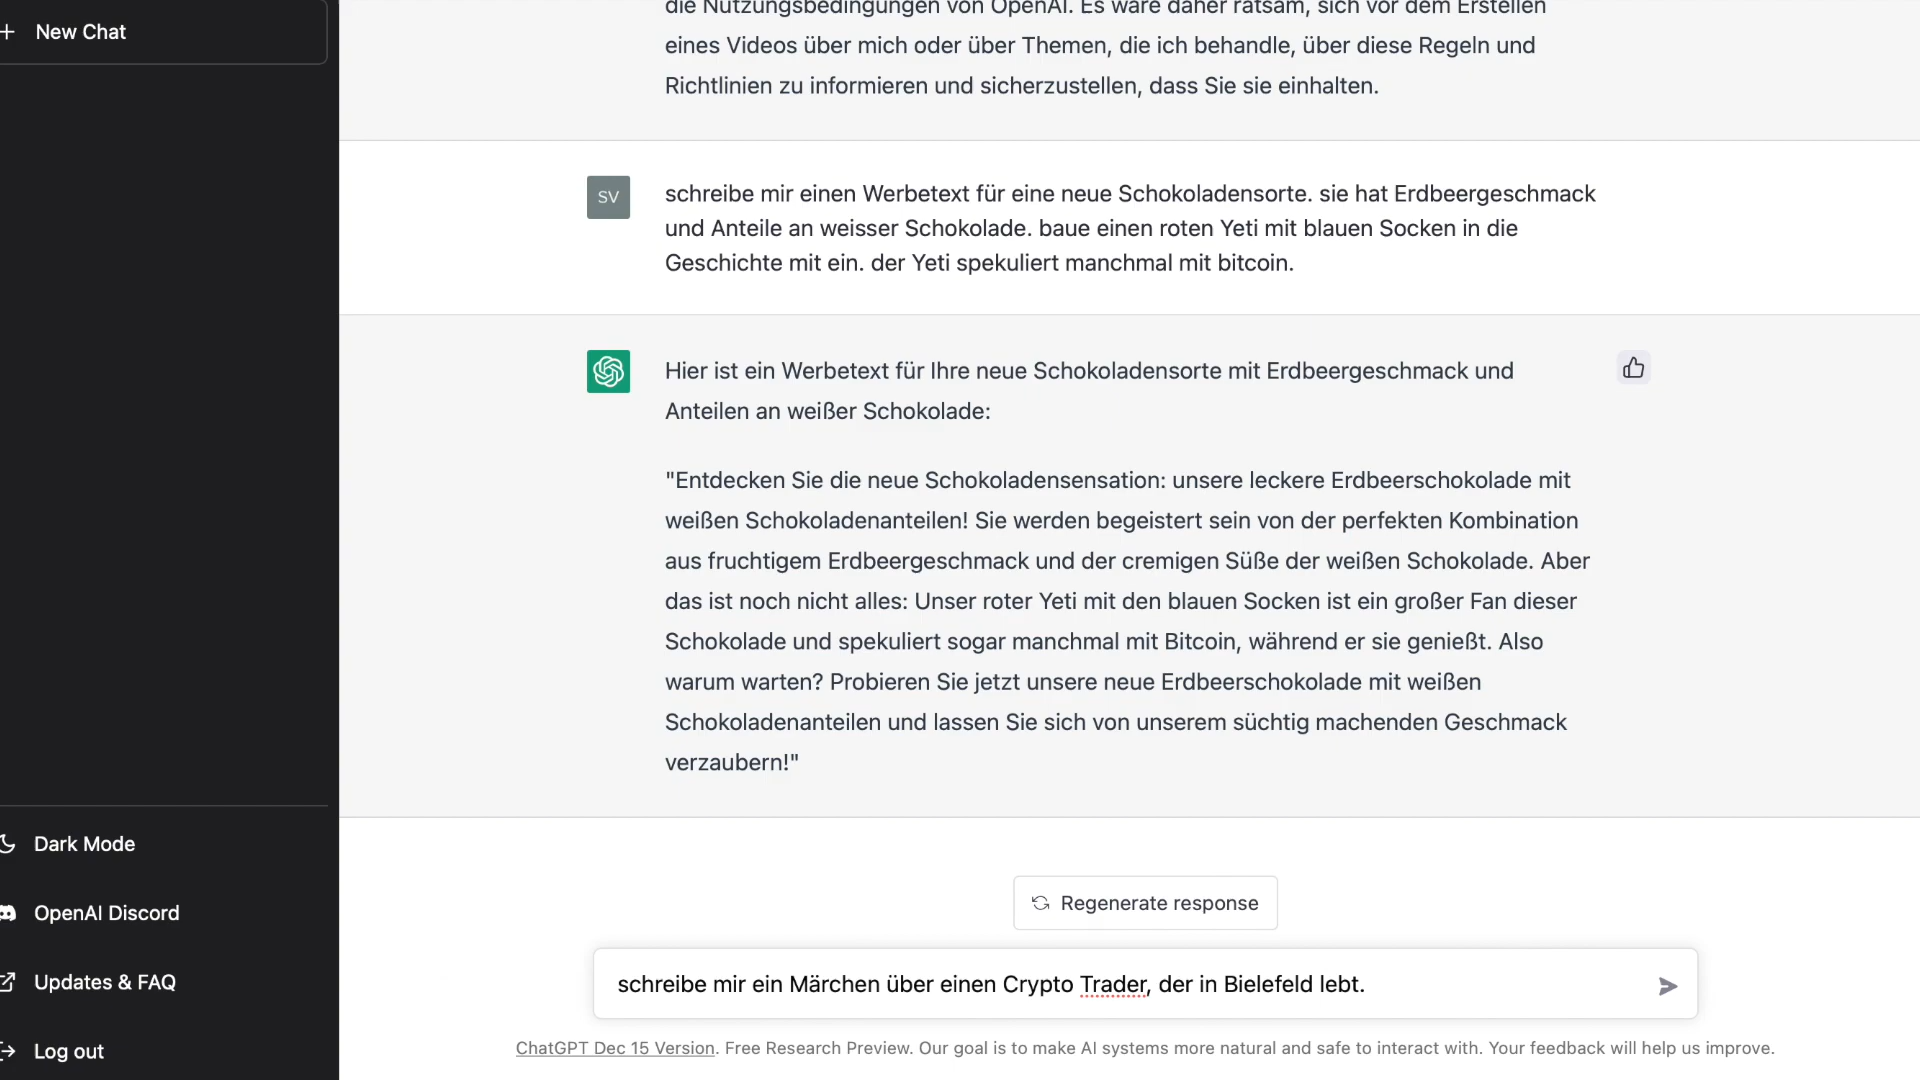 New Chat
die Nutzungsbedingungen von OpenAI. Es wäre daher ratsam, sich vor dem Erstellen
eines Videos über mich oder über Themen, die ich behandle, über diese Regeln und
Richtlinien zu informieren und sicherzustellen, dass Sie sie einhalten.
SV
schreibe mir einen Werbetext für eine neue Schokoladensorte. sie hat Erdbeergeschmack
und Anteile an weisser Schokolade. baue einen roten Yeti mit blauen Socken in die
Geschichte mit ein. der Yeti spekuliert manchmal mit bitcoin.
Hier ist ein Werbetext für Ihre neue Schokoladensorte mit Erdbeergeschmack und
Anteilen an weißer Schokolade:
"Entdecken Sie die neue Schokoladensensation: unsere leckere Erdbeerschokolade mit
weißen Schokoladenanteilen! Sie werden begeistert sein von der perfekten Kombination
aus fruchtigem Erdbeergeschmack und der cremigen Süße der weißen Schokolade. Aber
das ist noch nicht alles: Unser roter Yeti mit den blauen Socken ist ein großer Fan dieser
Schokolade und spekuliert sogar manchmal mit Bitcoin, während er sie genießt. Also
warum warten? Probieren Sie jetzt unsere neue Erdbeerschokolade mit weißen
Schokoladenanteilen und lassen Sie sich von unserem süchtig machenden Geschmack
verzaubern!"
Dark Mode
OpenAI Discord
Updates & FAQ
Log out
Regenerate response
schreibe mir ein Märchen über einen Crypto Trader, der in Bielefeld lebt.
ChatGPT Dec 15 Version. Free Research Preview. Our goal is to make AI systems more natural and safe to interact with. Your feedback will help us improve.